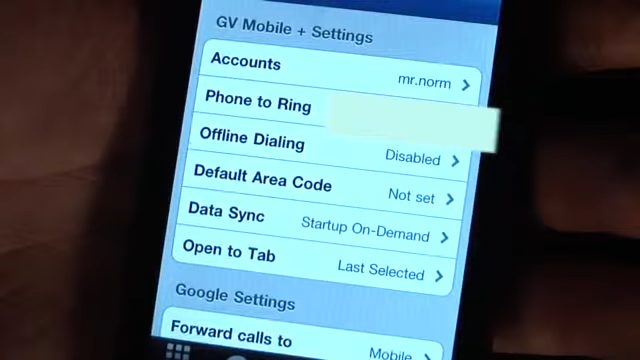 GV Mobile + Settings
Accounts mr.norm
Phone to Ring
Offline Dialing Disabled
Default Area Code Not set
Data Sync Startup On-Demand
Open to Tab Last Selected
Google Settings
Forward calls to Mobile